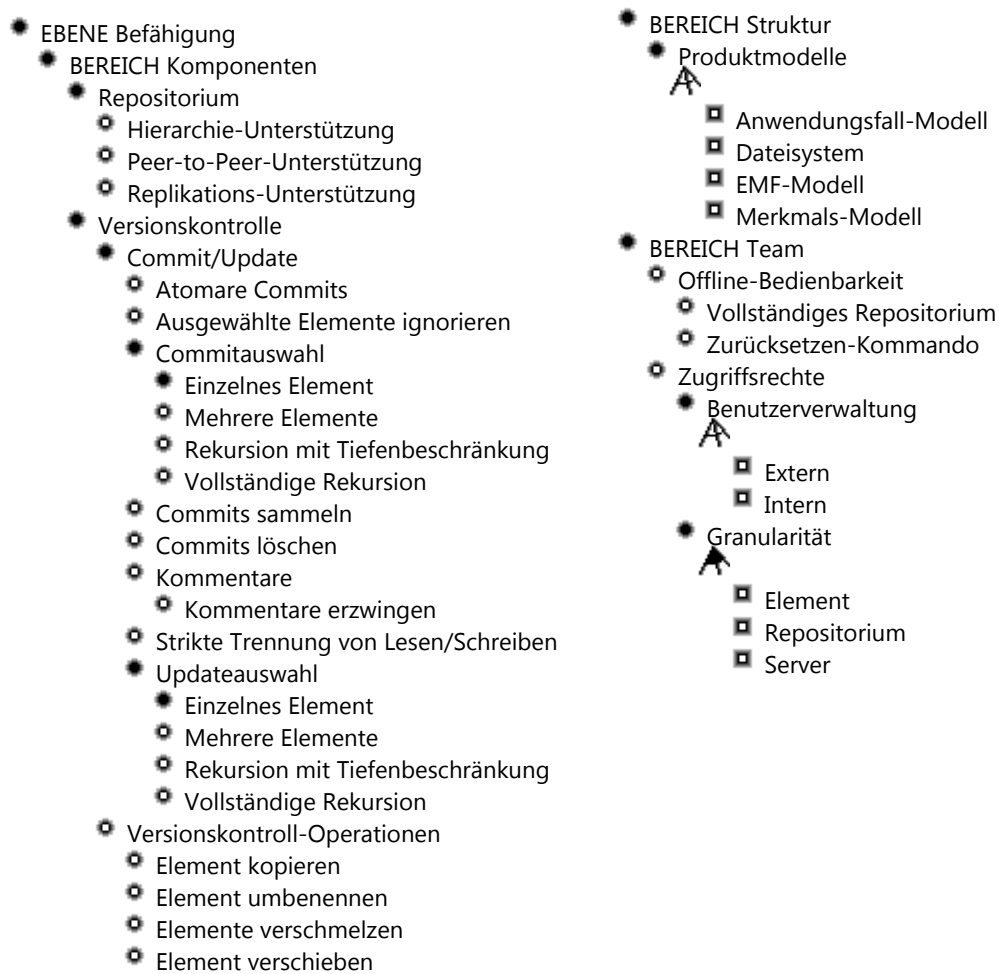 EBENE Befähigung
BEREICH Komponenten
Repositorium
Hierarchie-Unterstützung
Peer-to-Peer-Unterstützung
Replikations-Unterstützung
Versionskontrolle
Commit/Update
Atomare Commits
Ausgewählte Elemente ignorieren
Commitauswahl
Einzelnes Element
Mehrere Elemente
Rekursion mit Tiefenbeschränkung
Vollständige Rekursion
Commits sammeln
Commits löschen
Kommentare
Kommentare erzwingen
Strikte Trennung von Lesen/Schreiben
Updateauswahl
Einzelnes Element
Mehrere Elemente
Rekursion mit Tiefenbeschränkung
Vollständige Rekursion
Versionskontroll-Operationen
Element kopieren
Element umbenennen
Elemente verschmelzen
Element verschieben
BEREICH Struktur
Produktmodelle
Anwendungsfall-Modell
Dateisystem
EMF-Modell
Merkmals-Modell
BEREICH Team
Offline-Bedienbarkeit
Vollständiges Repositorium
Zurücksetzen-Kommando
Zugriffsrechte
Benutzerverwaltung
Extern
Intern
Granularität
Element
Repositorium
Server